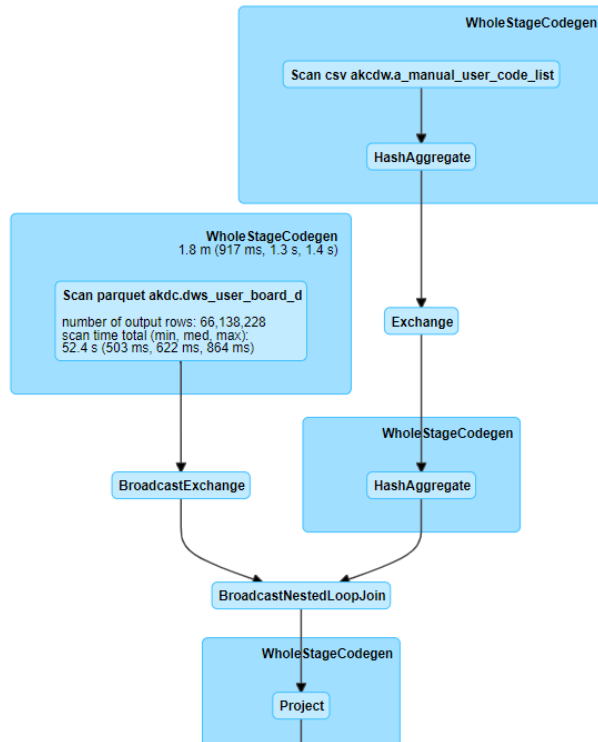 WholeStageCodegen
Scan csv akcdw.a_manual_user_code_list
HashAggregate
WholeStageCodegen
1.8 m (917 ms, 1.3 s, 1.4 s)
Scan parquet akdc.dws_user_board_d
number of output rows: 66,138,228
scan time total (min, med, max):
52.4 s (503 ms, 622 ms, 864 ms)
Exchange
WholeStageCodegen
BroadcastExchange
HashAggregate
BroadcastNestedLoopJoin
WholeStageCodegen
Project